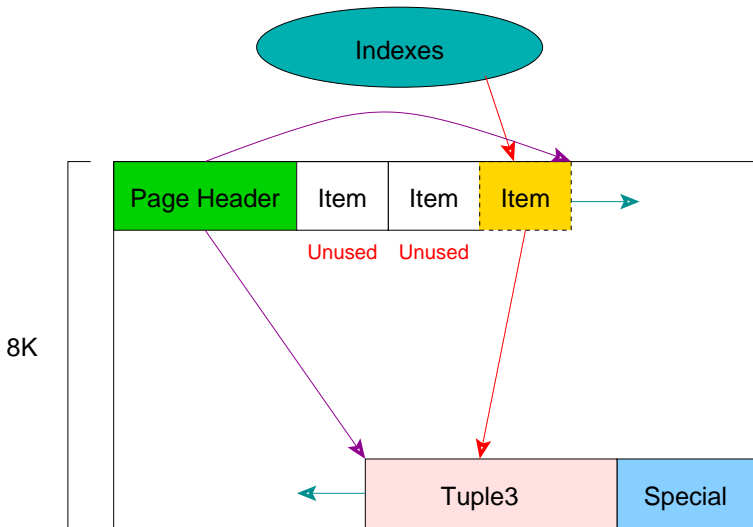 Indexes
Page Header
Item
Item
Item
Unused
Unused
8K
Tuple3
Special